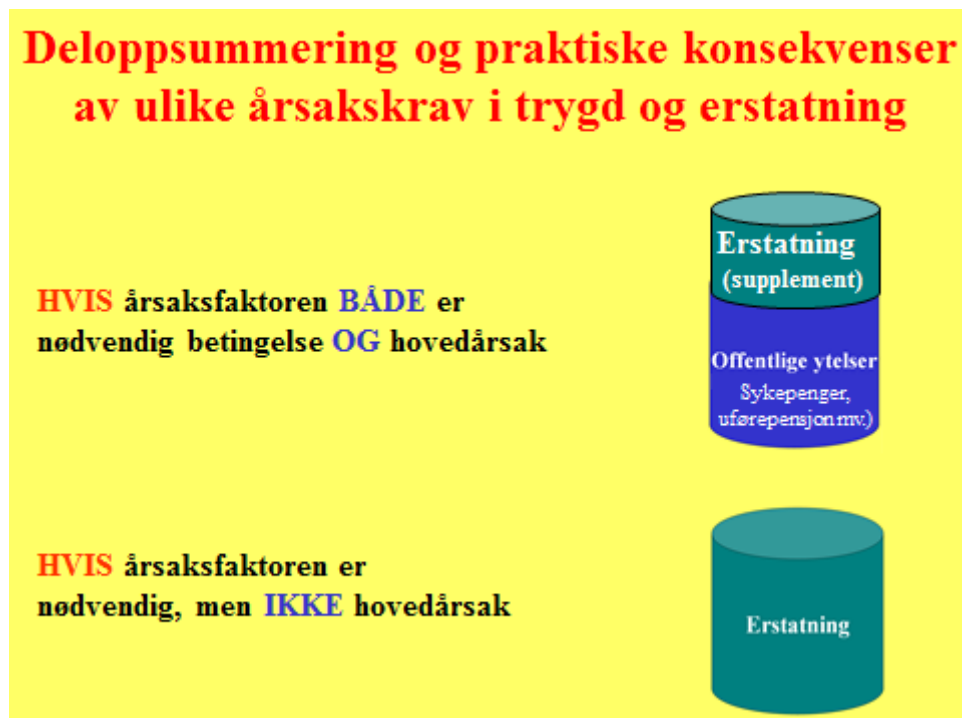 Deloppsummering og praktiske konsekvenser
av ulike årsakskrav i trygd og erstatning
HVIS årsaksfaktoren BÅDE er
nødvendig betingelse OG hovedårsak
Erstatning
(supplement)
Offentlige ytelser
Sykepenger,
uførepensjon mv.)
HVIS årsaksfaktoren er
nødvendig, men IKKE hovedårsak
Erstatning